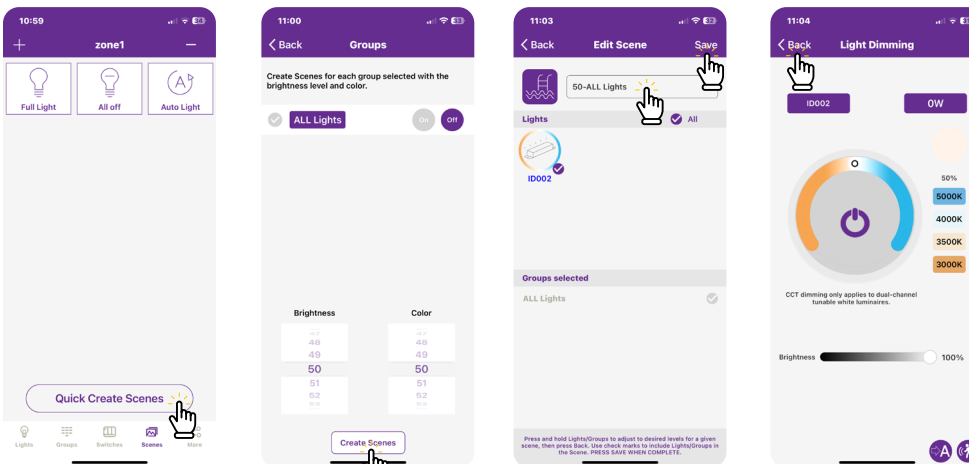 10:59
zone1
Full Light
All off
Auto Light
Quick Create Scenes
Lights
Groups
Switches
Scenes
More
11:00
Back
Groups
Create Scenes for each group selected with the
brightness level and color.
ALL Lights
On
Off
Brightness
Color
47
48
48
49
49
50
50
51
51
52
52
Create Scenes
11:03
Back
Edit Scene
Save
50-ALL Lights
Lights
All
ID002
Groups selected
ALL Lights
Press and hold Lights/Groups to adjust to desired levels for a given
scene, then press Back. Use check marks to include Lights/Groups in
the Scene. PRESS SAVE WHEN COMPLETE.
11:04
Back
Light Dimming
ID002
0W
50%
5000K
4000K
3500K
3000K
CCT dimming only applies to dual-channel
tunable white luminaires.
Brightness
100%
A